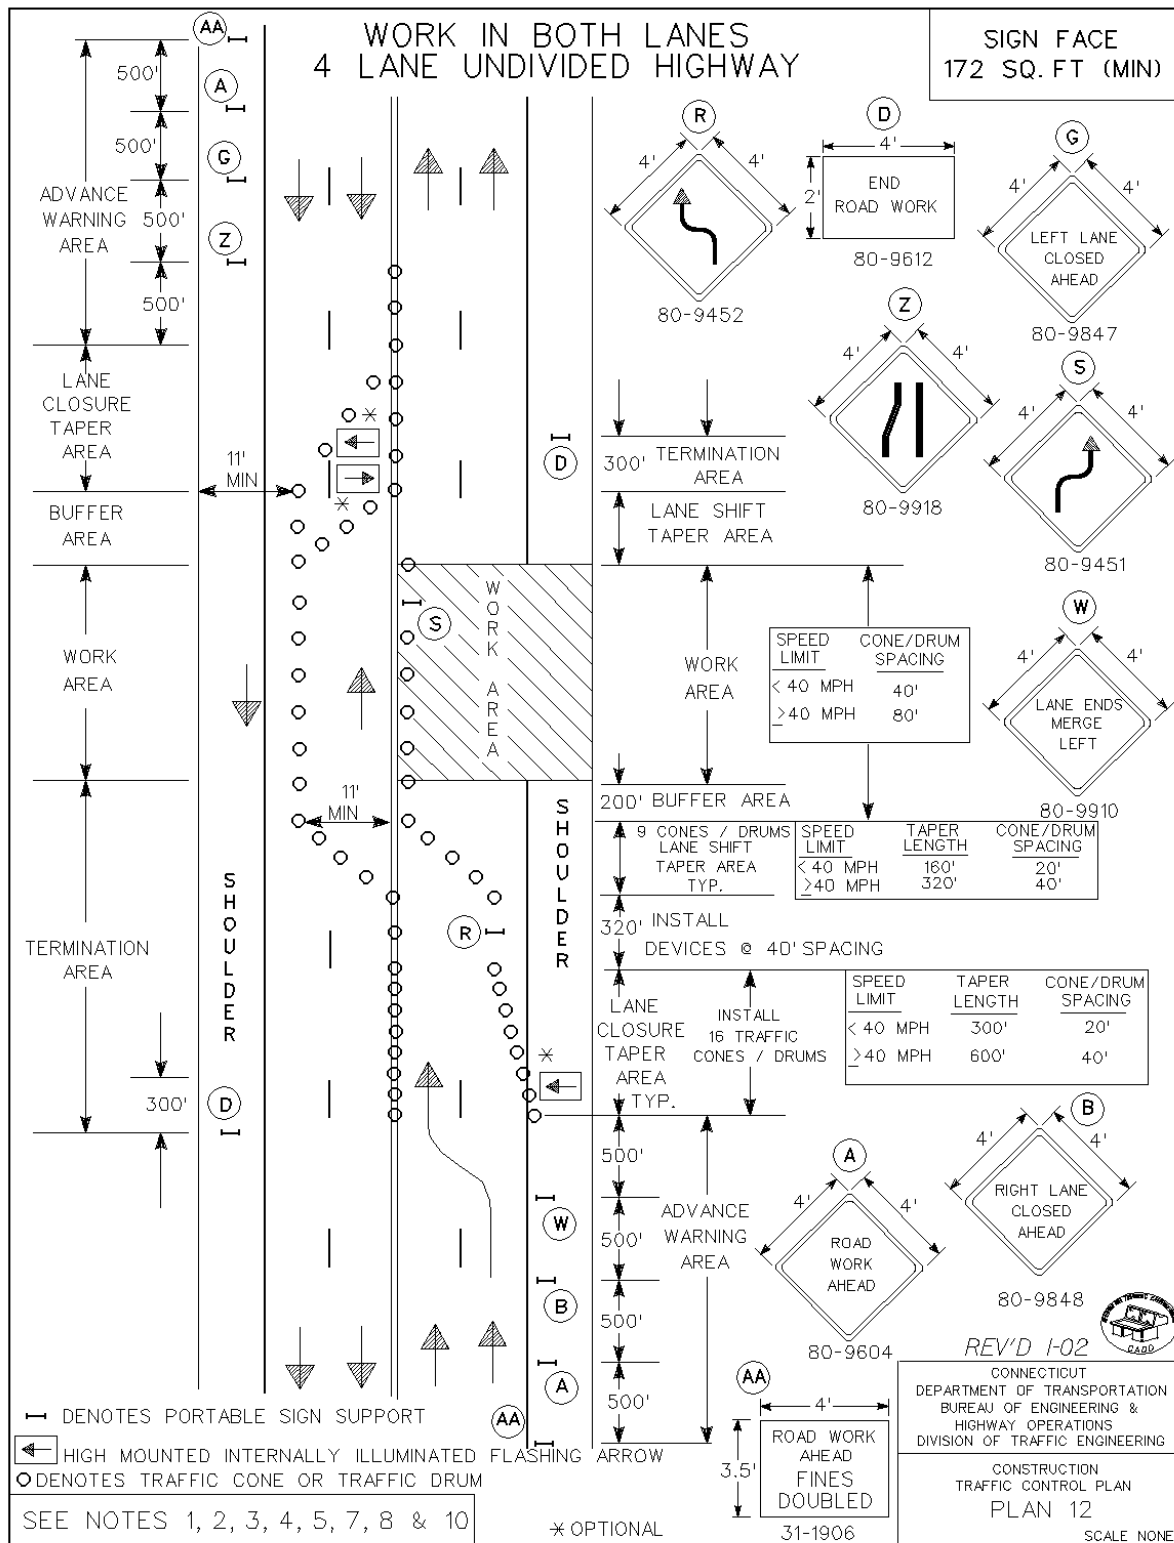 WORK IN BOTH LANES
4 LANE UNDIVIDED HIGHWAY
SIGN FACE
172 SQ.FT (MIN)
AA
500'
A
500'
G
500'
Z
500'
ADVANCE
WARNING
AREA
LANE
CLOSURE
TAPER
AREA
11'
MIN
BUFFER
AREA
WORK
AREA
TERMINATION
AREA
300'
D
SHOULDER
11'
MIN
S
WORK AREA
R
SHOULDER
D
300'
TERMINATION
AREA
LANE SHIFT
TAPER AREA
WORK
AREA
SPEED
LIMIT
CONE/DRUM
SPACING
< 40 MPH 40'
≥40 MPH 80'
200' BUFFER AREA
9 CONES / DRUMS
LANE SHIFT
TAPER AREA
TYP.
SPEED
LIMIT
TAPER
LENGTH
CONE/DRUM
SPACING
< 40 MPH 160' 20'
≥40 MPH 320' 40'
320' INSTALL
DEVICES @ 40' SPACING
LANE
CLOSURE
TAPER
AREA
TYP.
INSTALL
16 TRAFFIC
CONES / DRUMS
SPEED
LIMIT
TAPER
LENGTH
CONE/DRUM
SPACING
< 40 MPH 300' 20'
≥40 MPH 600' 40'
500'
W
500'
B
500'
A
500'
AA
ADVANCE
WARNING
AREA
R
4' 4'
80-9452
D
4'
2'
END
ROAD WORK
80-9612
G
4' 4'
LEFT LANE
CLOSED
AHEAD
80-9847
Z
4' 4'
80-9918
S
4' 4'
80-9451
W
4' 4'
LANE ENDS
MERGE
LEFT
80-9910
A
4' 4'
ROAD
WORK
AHEAD
80-9604
B
4' 4'
RIGHT LANE
CLOSED
AHEAD
80-9848
AA
4'
3.5'
ROAD WORK
AHEAD
FINES
DOUBLED
31-1906
REV'D 1-02
CADD
CONNECTICUT
DEPARTMENT OF TRANSPORTATION
BUREAU OF ENGINEERING &
HIGHWAY OPERATIONS
DIVISION OF TRAFFIC ENGINEERING
CONSTRUCTION
TRAFFIC CONTROL PLAN
PLAN 12
SCALE NONE
DENOTES PORTABLE SIGN SUPPORT
HIGH MOUNTED INTERNALLY ILLUMINATED FLASHING ARROW
DENOTES TRAFFIC CONE OR TRAFFIC DRUM
SEE NOTES 1, 2, 3, 4, 5, 7, 8 & 10
* OPTIONAL